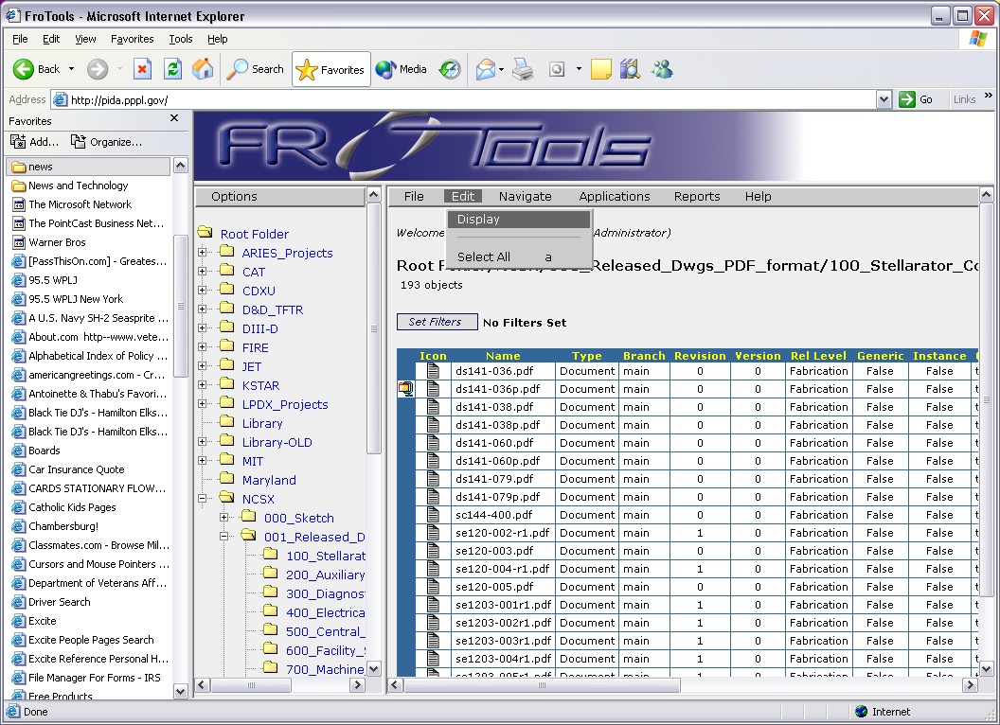 FroTools - Microsoft Internet Explorer
File Edit View Favorites Tools Help
Back Search Favorites Media
Address http://pida.pppl.gov/ Go Links »
Favorites
Add... Organize...
news
News and Technology
The Microsoft Network
The PointCast Business Net...
Warner Bros
[PassThisOn.com] - Greates...
95.5 WPLJ
95.5 WPLJ New York
A U.S. Navy SH-2 Seasprite ...
About.com http--www.vete...
Alphabetical Index of Policy ...
americangreetings.com - Cr...
Antoinette & Thabu's Favori...
Black Tie DJ's - Hamilton Elks...
Black Tie DJ's - Hamilton Elks...
Boards
Car Insurance Quote
CARDS STATIONARY FLOW...
Catholic Kids Pages
Chambersburg!
Classmates.com - Browse Mil...
Cursors and Mouse Pointers ...
Department of Veterans Aff...
Driver Search
Excite
Excite People Pages Search
Excite Reference Personal H...
File Manager For Forms - IRS
Free Products
FROTools
Options
Root Folder
ARIES_Projects
CAT
CDXU
D&D_TFTR
DIII-D
FIRE
JET
KSTAR
LPDX_Projects
Library
Library-OLD
MIT
Maryland
NCSX
000_Sketch
001_Released_D
100_Stellarat
200_Auxiliary
300_Diagnos
400_Electrica
500_Central_
600_Facility_S
700_Machine
File Edit Navigate Applications Reports Help
Display
Select All a
Welcome Administrator)
Root F _Released_Dwgs_PDF_format/100_Stellarator_Co
193 objects
Set Filters No Filters Set
Icon Name Type Branch Revision Version Rel Level Generic Instance
ds141-036.pdf Document main 0 0 Fabrication False False
ds141-036p.pdf Document main 0 0 Fabrication False False
ds141-038.pdf Document main 0 0 Fabrication False False
ds141-038p.pdf Document main 0 0 Fabrication False False
ds141-060.pdf Document main 0 0 Fabrication False False
ds141-060p.pdf Document main 0 0 Fabrication False False
ds141-079.pdf Document main 0 0 Fabrication False False
ds141-079p.pdf Document main 0 0 Fabrication False False
sc144-400.pdf Document main 0 0 Fabrication False False
se120-002-r1.pdf Document main 1 0 Fabrication False False
se120-003.pdf Document main 0 0 Fabrication False False
se120-004-r1.pdf Document main 1 0 Fabrication False False
se120-005.pdf Document main 0 0 Fabrication False False
se1203-001r1.pdf Document main 1 0 Fabrication False False
se1203-002r1.pdf Document main 1 0 Fabrication False False
se1203-003r1.pdf Document main 1 0 Fabrication False False
se1203-004r1.pdf Document main 1 0 Fabrication False False
se1203-005r1.pdf Document main 1 0 Fabrication False False
Done Internet